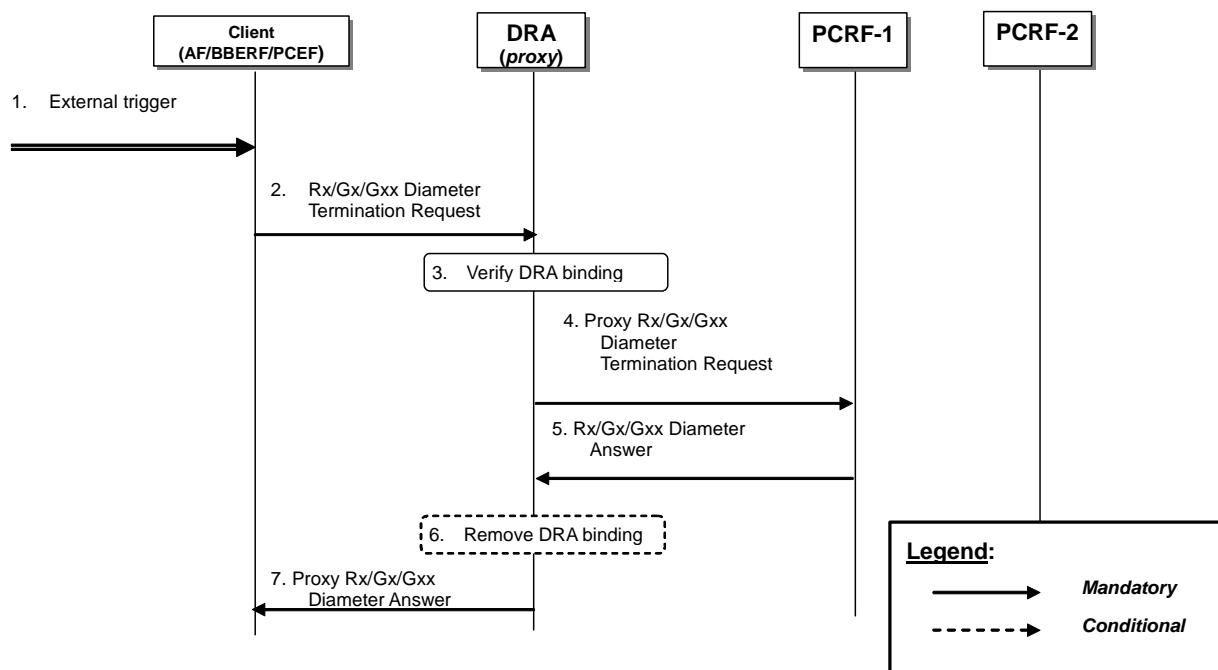 Client
(AF/BBERF/PCEF)
DRA
(proxy)
PCRF-1
PCRF-2
1. External trigger
2. Rx/Gx/Gxx Diameter
Termination Request
3. Verify DRA binding
4. Proxy Rx/Gx/Gxx
Diameter
Termination Request
5. Rx/Gx/Gxx Diameter
Answer
6. Remove DRA binding
7. Proxy Rx/Gx/Gxx
Diameter Answer
Legend:
Mandatory
Conditional